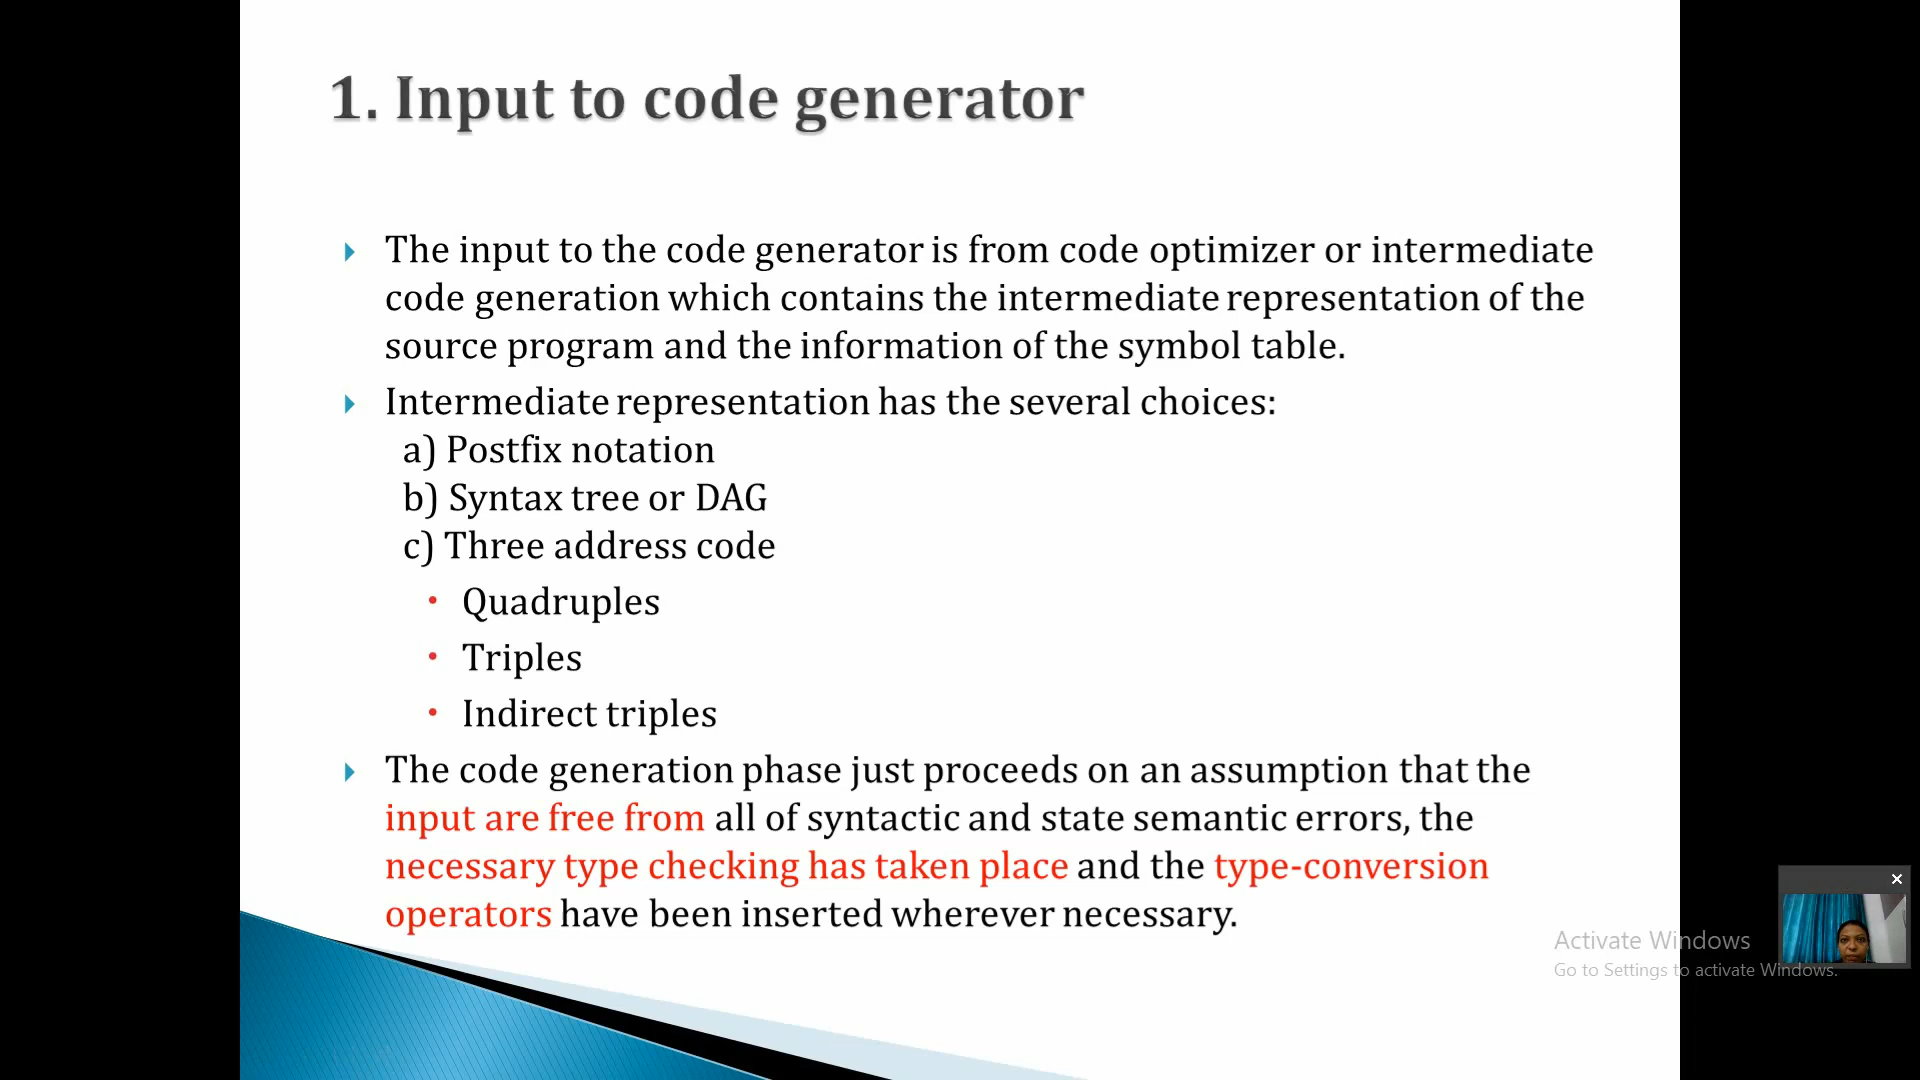 1. Input to code generator
The input to the code generator is from code optimizer or intermediate
code generation which contains the intermediate representation of the
source program and the information of the symbol table.
Intermediate representation has the several choices:
a) Postfix notation
b) Syntax tree or DAG
c) Three address code
Quadruples
Triples
Indirect triples
The code generation phase just proceeds on an assumption that the
input are free from all of syntactic and state semantic errors, the
necessary type checking has taken place and the type-conversion
operators have been inserted wherever necessary.
Activate Windows
Go to Settings to activate Windows.